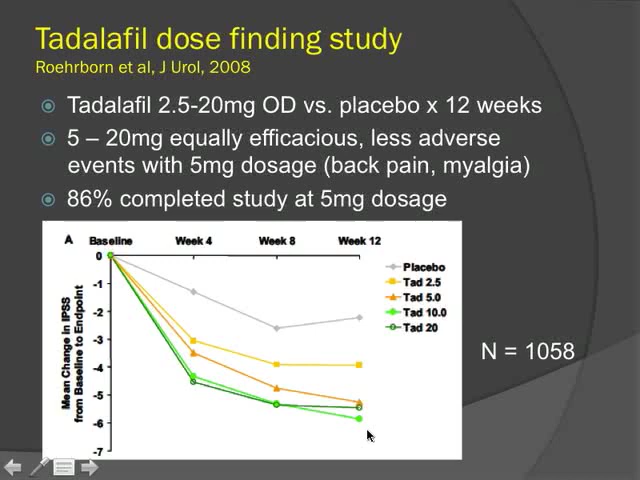 Tadalafil dose finding study
Roehrborn et al, J Urol, 2008
Tadalafil 2.5-20mg OD vs. placebo x 12 weeks
5 – 20mg equally efficacious, less adverse
events with 5mg dosage (back pain, myalgia)
86% completed study at 5mg dosage
A Baseline Week 4 Week 8 Week 12
0
-1
-2
-3
-4
-5
-6
-7
Mean Change in IPSS
from Baseline to Endpoint
Placebo
Tad 2.5
Tad 5.0
Tad 10.0
Tad 20
N = 1058